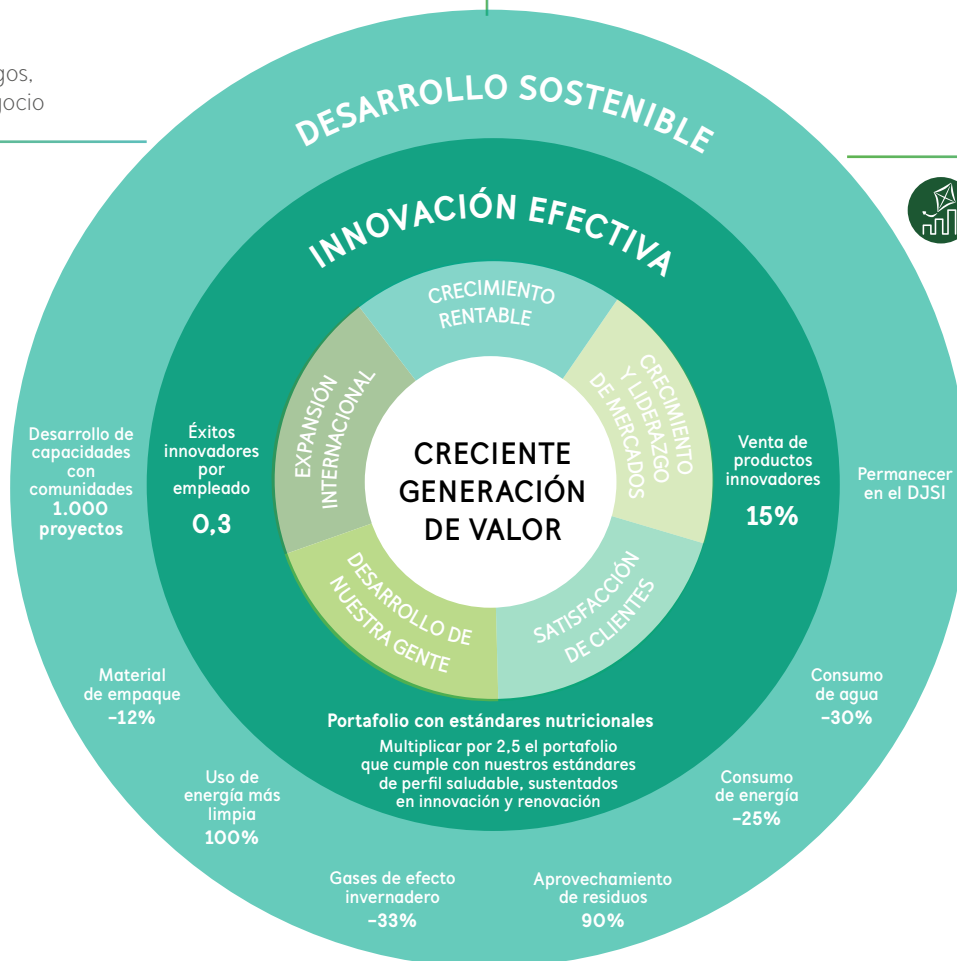 gos,
gocio
DESARROLLO SOSTENIBLE
INNOVACIÓN EFECTIVA
CRECIMIENTO
RENTABLE
EXPANSIÓN
INTERNACIONAL
CRECIMIENTO
Y LIDERAZGO
DE MERCADOS
CRECIENTE
GENERACIÓN
DE VALOR
DESARROLLO DE
NUESTRA GENTE
SATISFACCIÓN
DE CLIENTES
Desarrollo de
capacidades
con
comunidades
1.000
proyectos
Éxitos
innovadores
por
empleado
0,3
Venta de
productos
innovadores
15%
Permanecer
en el DJSI
Material
de empaque
-12%
Portafolio con estándares nutricionales
Multiplicar por 2,5 el portafolio
que cumple con nuestros estándares
de perfil saludable, sustentados
en innovación y renovación
Consumo
de agua
-30%
Uso de
energía más
limpia
100%
Consumo
de energía
-25%
Gases de efecto
invernadero
-33%
Aprovechamiento
de residuos
90%